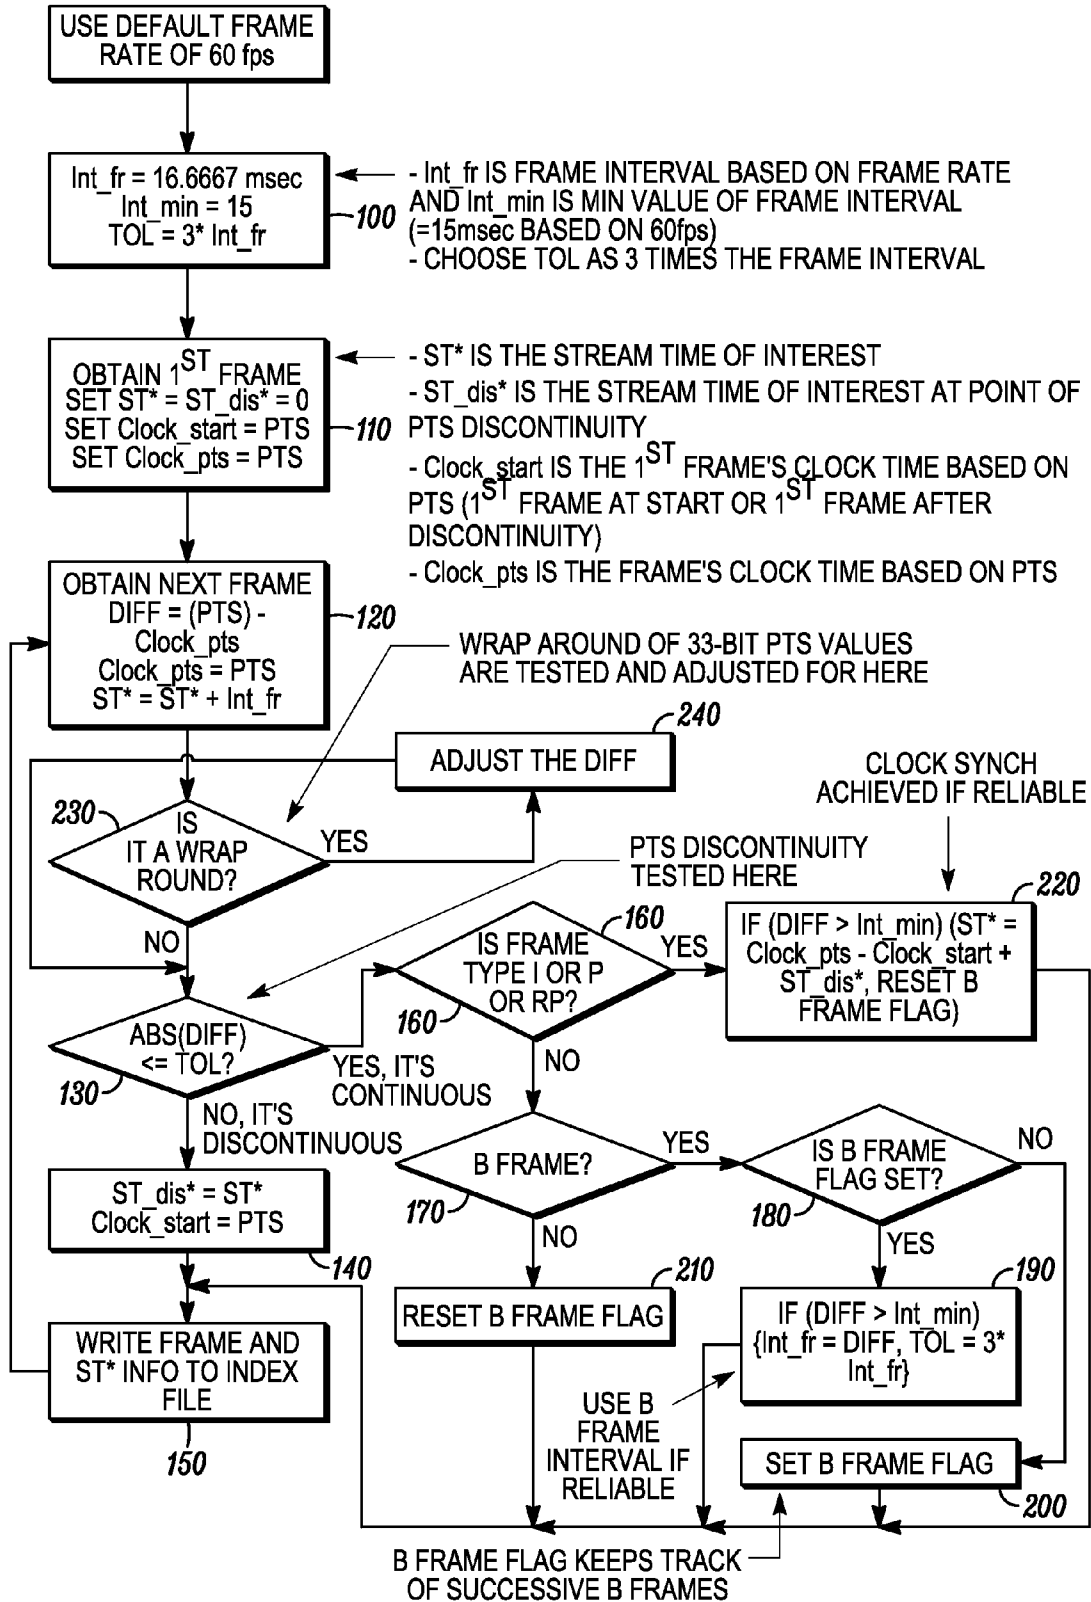 USE DEFAULT FRAME
RATE OF 60 fps
Int_fr = 16.6667 msec
Int_min = 15
TOL = 3* Int_fr
100
- Int_fr IS FRAME INTERVAL BASED ON FRAME RATE
AND Int_min IS MIN VALUE OF FRAME INTERVAL
(=15msec BASED ON 60fps)
- CHOOSE TOL AS 3 TIMES THE FRAME INTERVAL
OBTAIN 1ST FRAME
SET ST* = ST_dis* = 0
SET Clock_start = PTS
SET Clock_pts = PTS
110
- ST* IS THE STREAM TIME OF INTEREST
- ST_dis* IS THE STREAM TIME OF INTEREST AT POINT OF
PTS DISCONTINUITY
- Clock_start IS THE 1ST FRAME'S CLOCK TIME BASED ON
PTS (1ST FRAME AT START OR 1ST FRAME AFTER
DISCONTINUITY)
- Clock_pts IS THE FRAME'S CLOCK TIME BASED ON PTS
OBTAIN NEXT FRAME
DIFF = (PTS) -
Clock_pts
Clock_pts = PTS
ST* = ST* + Int_fr
120
WRAP AROUND OF 33-BIT PTS VALUES
ARE TESTED AND ADJUSTED FOR HERE
240
ADJUST THE DIFF
CLOCK SYNCH
ACHIEVED IF RELIABLE
230
IS
IT A WRAP
ROUND?
YES
NO
PTS DISCONTINUITY
TESTED HERE
160
IS FRAME
TYPE I OR P
OR RP?
160
YES
NO
220
IF (DIFF > Int_min) (ST* =
Clock_pts - Clock_start +
ST_dis*, RESET B
FRAME FLAG)
ABS(DIFF)
<= TOL?
130
YES, IT'S
CONTINUOUS
NO, IT'S
DISCONTINUOUS
B FRAME?
170
YES
NO
IS B FRAME
FLAG SET?
180
NO
YES
ST_dis* = ST*
Clock_start = PTS
140
210
RESET B FRAME FLAG
190
IF (DIFF > Int_min)
{Int_fr = DIFF, TOL = 3*
Int_fr}
WRITE FRAME AND
ST* INFO TO INDEX
FILE
150
USE B
FRAME
INTERVAL IF
RELIABLE
SET B FRAME FLAG
200
B FRAME FLAG KEEPS TRACK
OF SUCCESSIVE B FRAMES